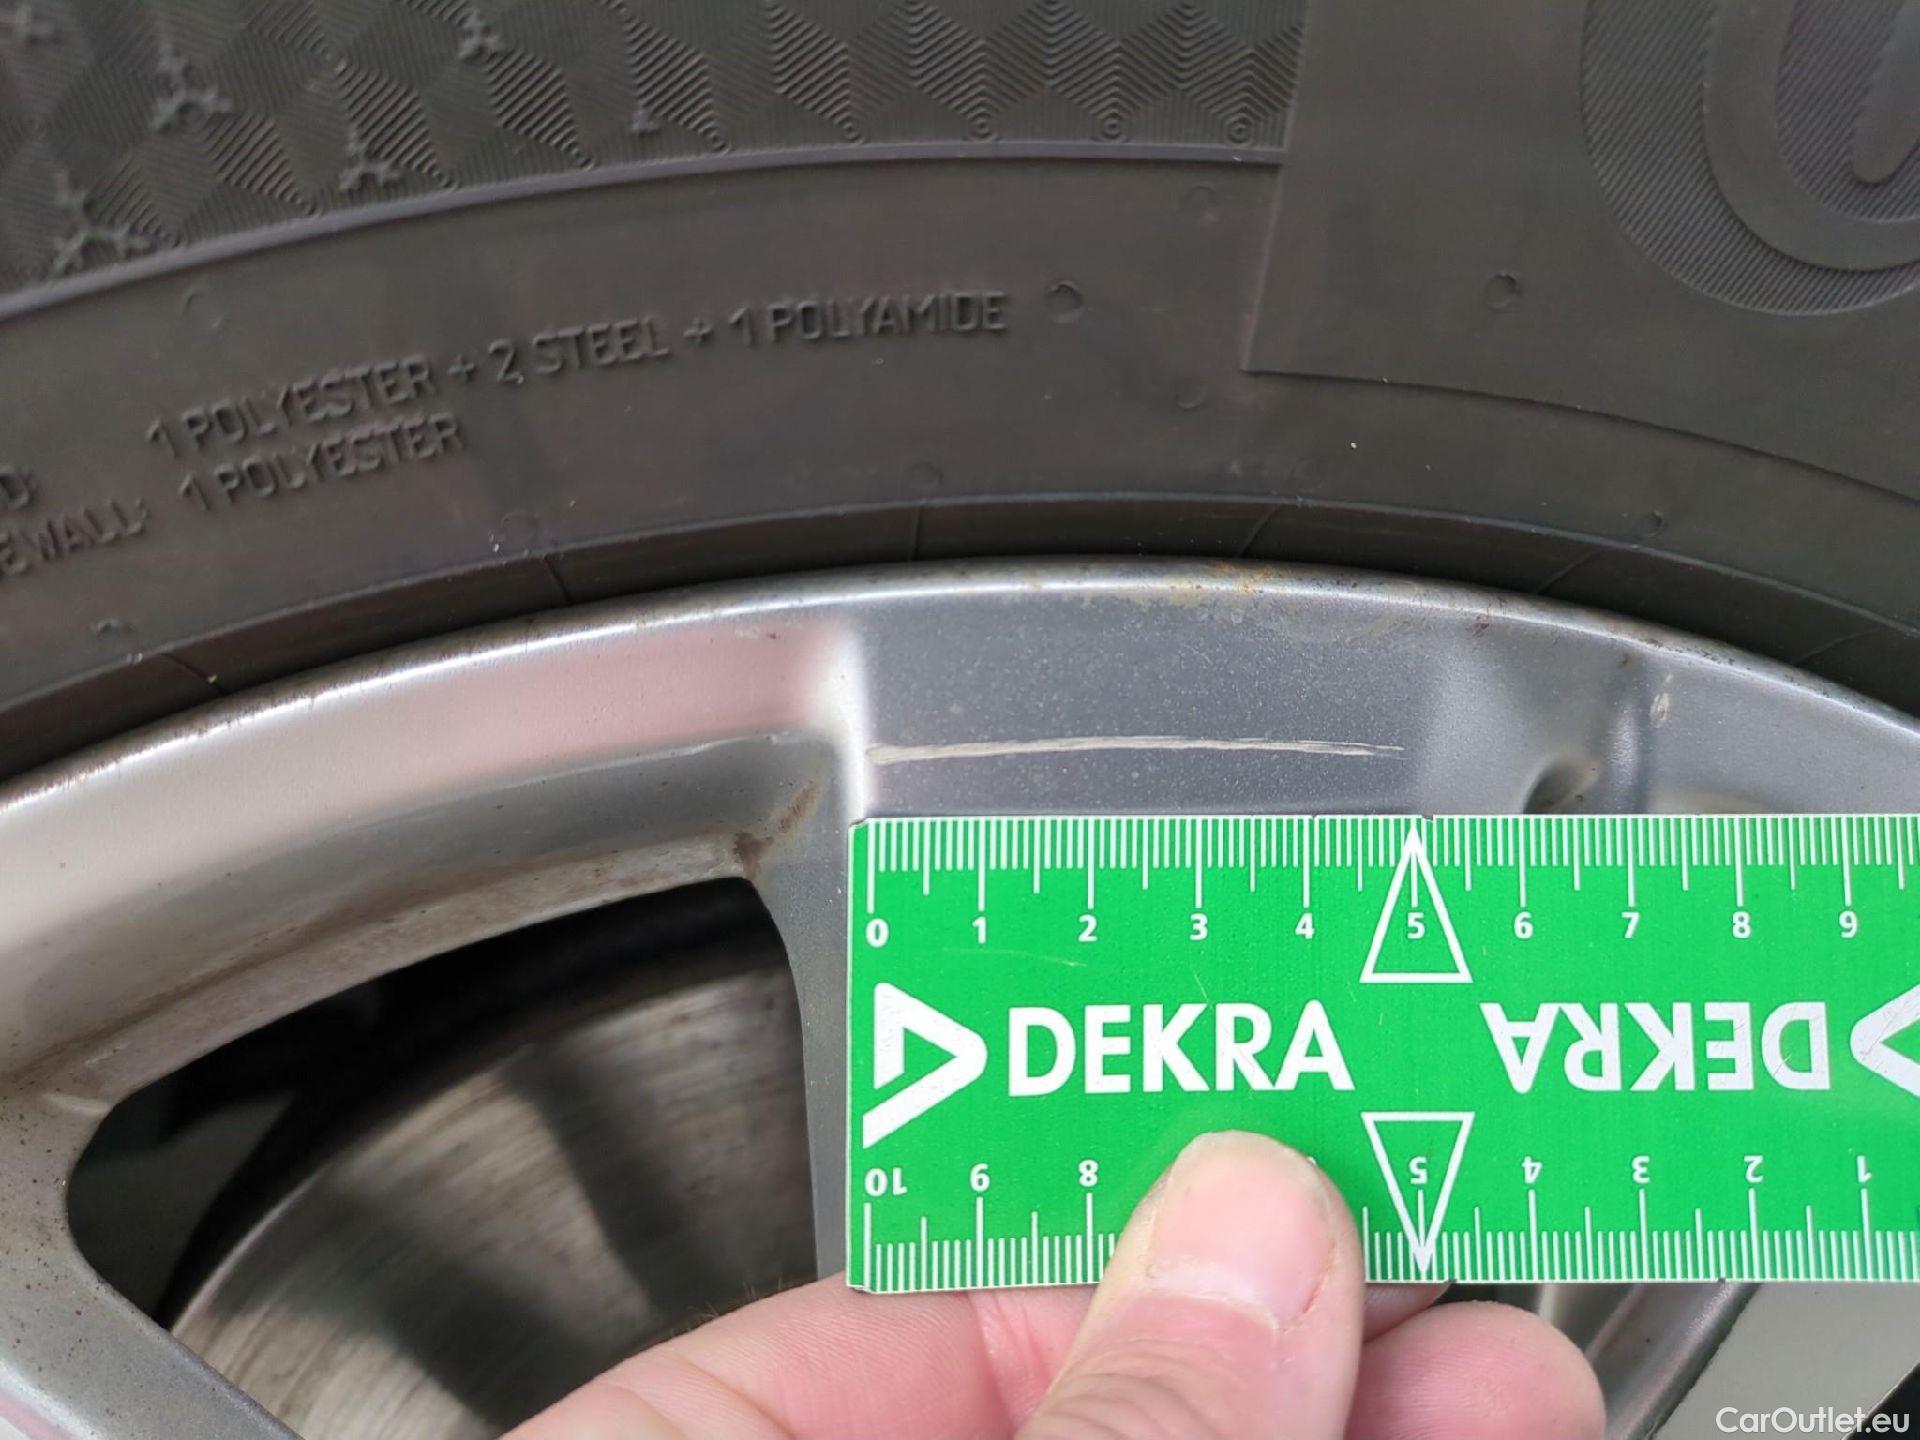 1 POLYESTER + 2 STEEL + 1 POLYAMIDE
1 POLYESTER
0 1 2 3 4 5 6 7 8 9
DEKRA DEKRA
10 9 8 5 4 3 2 1
CarOutlet.eu